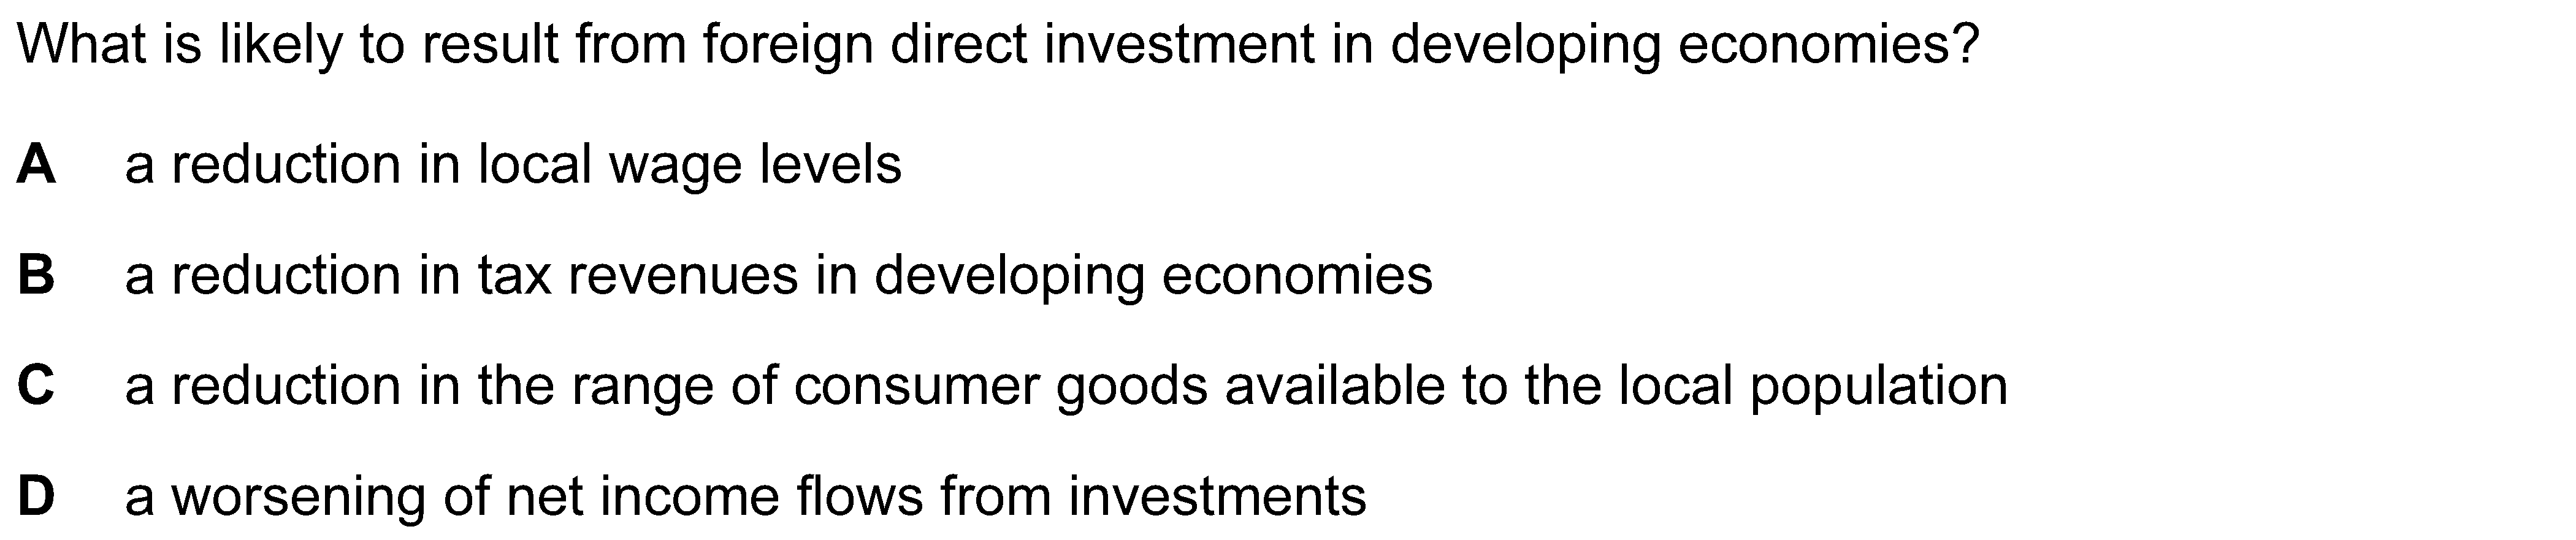 What is likely to result from foreign direct investment in developing economies?
A a reduction in local wage levels
B a reduction in tax revenues in developing economies
C a reduction in the range of consumer goods available to the local population
D a worsening of net income flows from investments